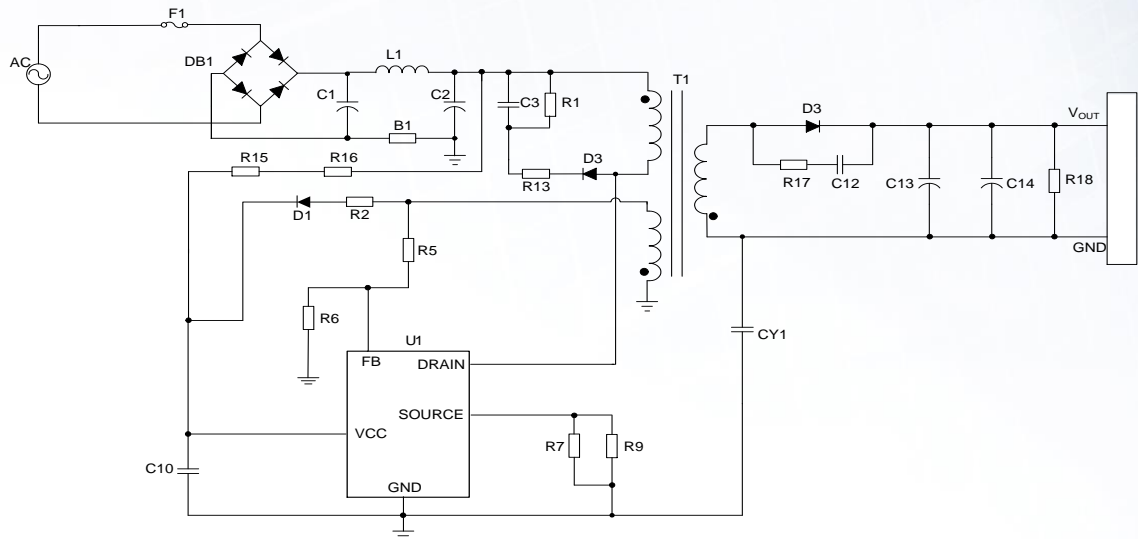 F1
AC
DB1
L1
T1
C1
C2
C3
R1
B1
D3
V_OUT
R15
R16
R13
D3
R17
C12
C13
C14
R18
D1
R2
GND
R5
R6
U1
CY1
FB
DRAIN
SOURCE
VCC
R7
R9
C10
GND